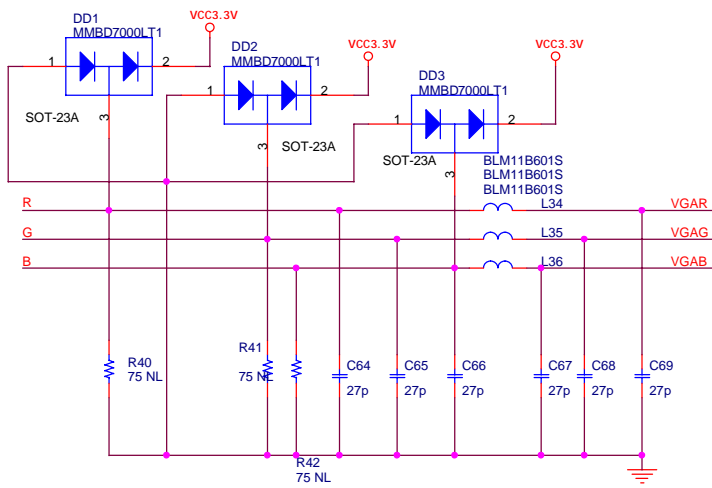 DD1
MMBD7000LT1
VCC3.3V
1
2
3
SOT-23A
DD2
MMBD7000LT1
VCC3.3V
1
2
3
SOT-23A
DD3
MMBD7000LT1
VCC3.3V
1
2
3
SOT-23A
BLM11B601S
BLM11B601S
BLM11B601S
R
L34
VGAR
G
L35
VGAG
B
L36
VGAB
R40
75 NL
R41
75 NL
R42
75 NL
C64
27p
C65
27p
C66
27p
C67
27p
C68
27p
C69
27p